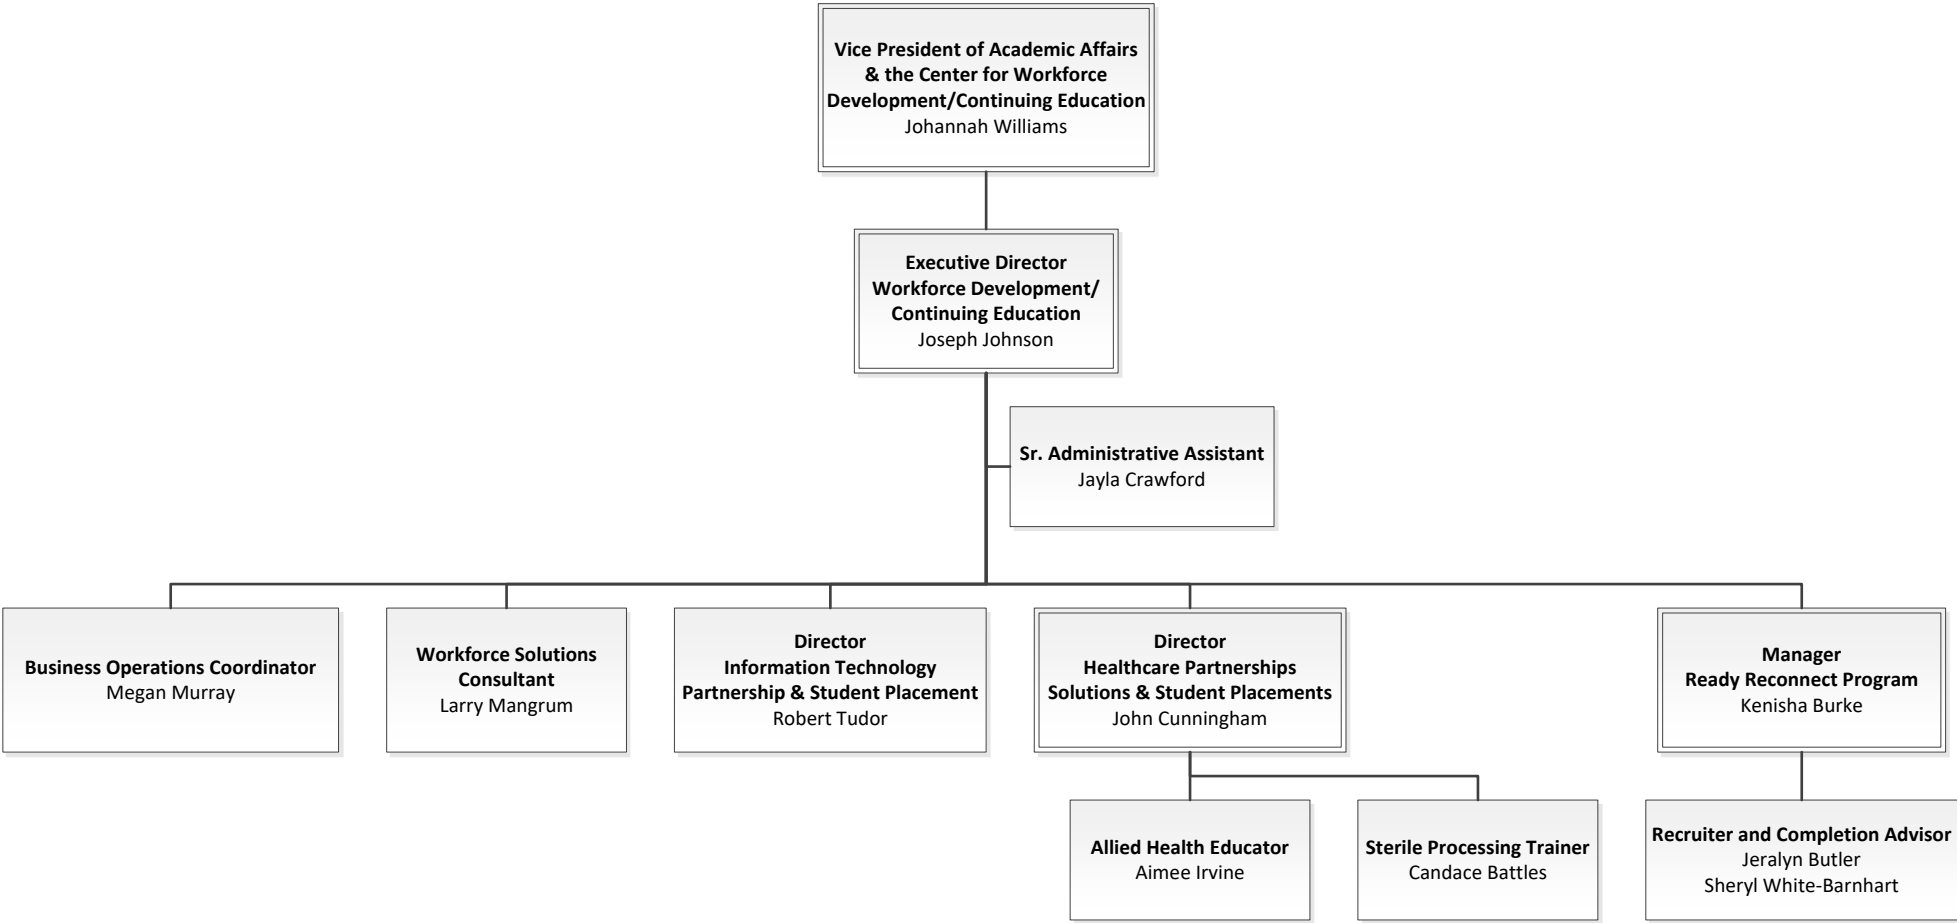 Vice President of Academic Affairs
& the Center for Workforce
Development/Continuing Education
Johannah Williams
Executive Director
Workforce Development/
Continuing Education
Joseph Johnson
Sr. Administrative Assistant
Jayla Crawford
Business Operations Coordinator
Megan Murray
Workforce Solutions
Consultant
Larry Mangrum
Director
Information Technology
Partnership & Student Placement
Robert Tudor
Director
Healthcare Partnerships
Solutions & Student Placements
John Cunningham
Manager
Ready Reconnect Program
Kenisha Burke
Allied Health Educator
Aimee Irvine
Sterile Processing Trainer
Candace Battles
Recruiter and Completion Advisor
Jeralyn Butler
Sheryl White-Barnhart